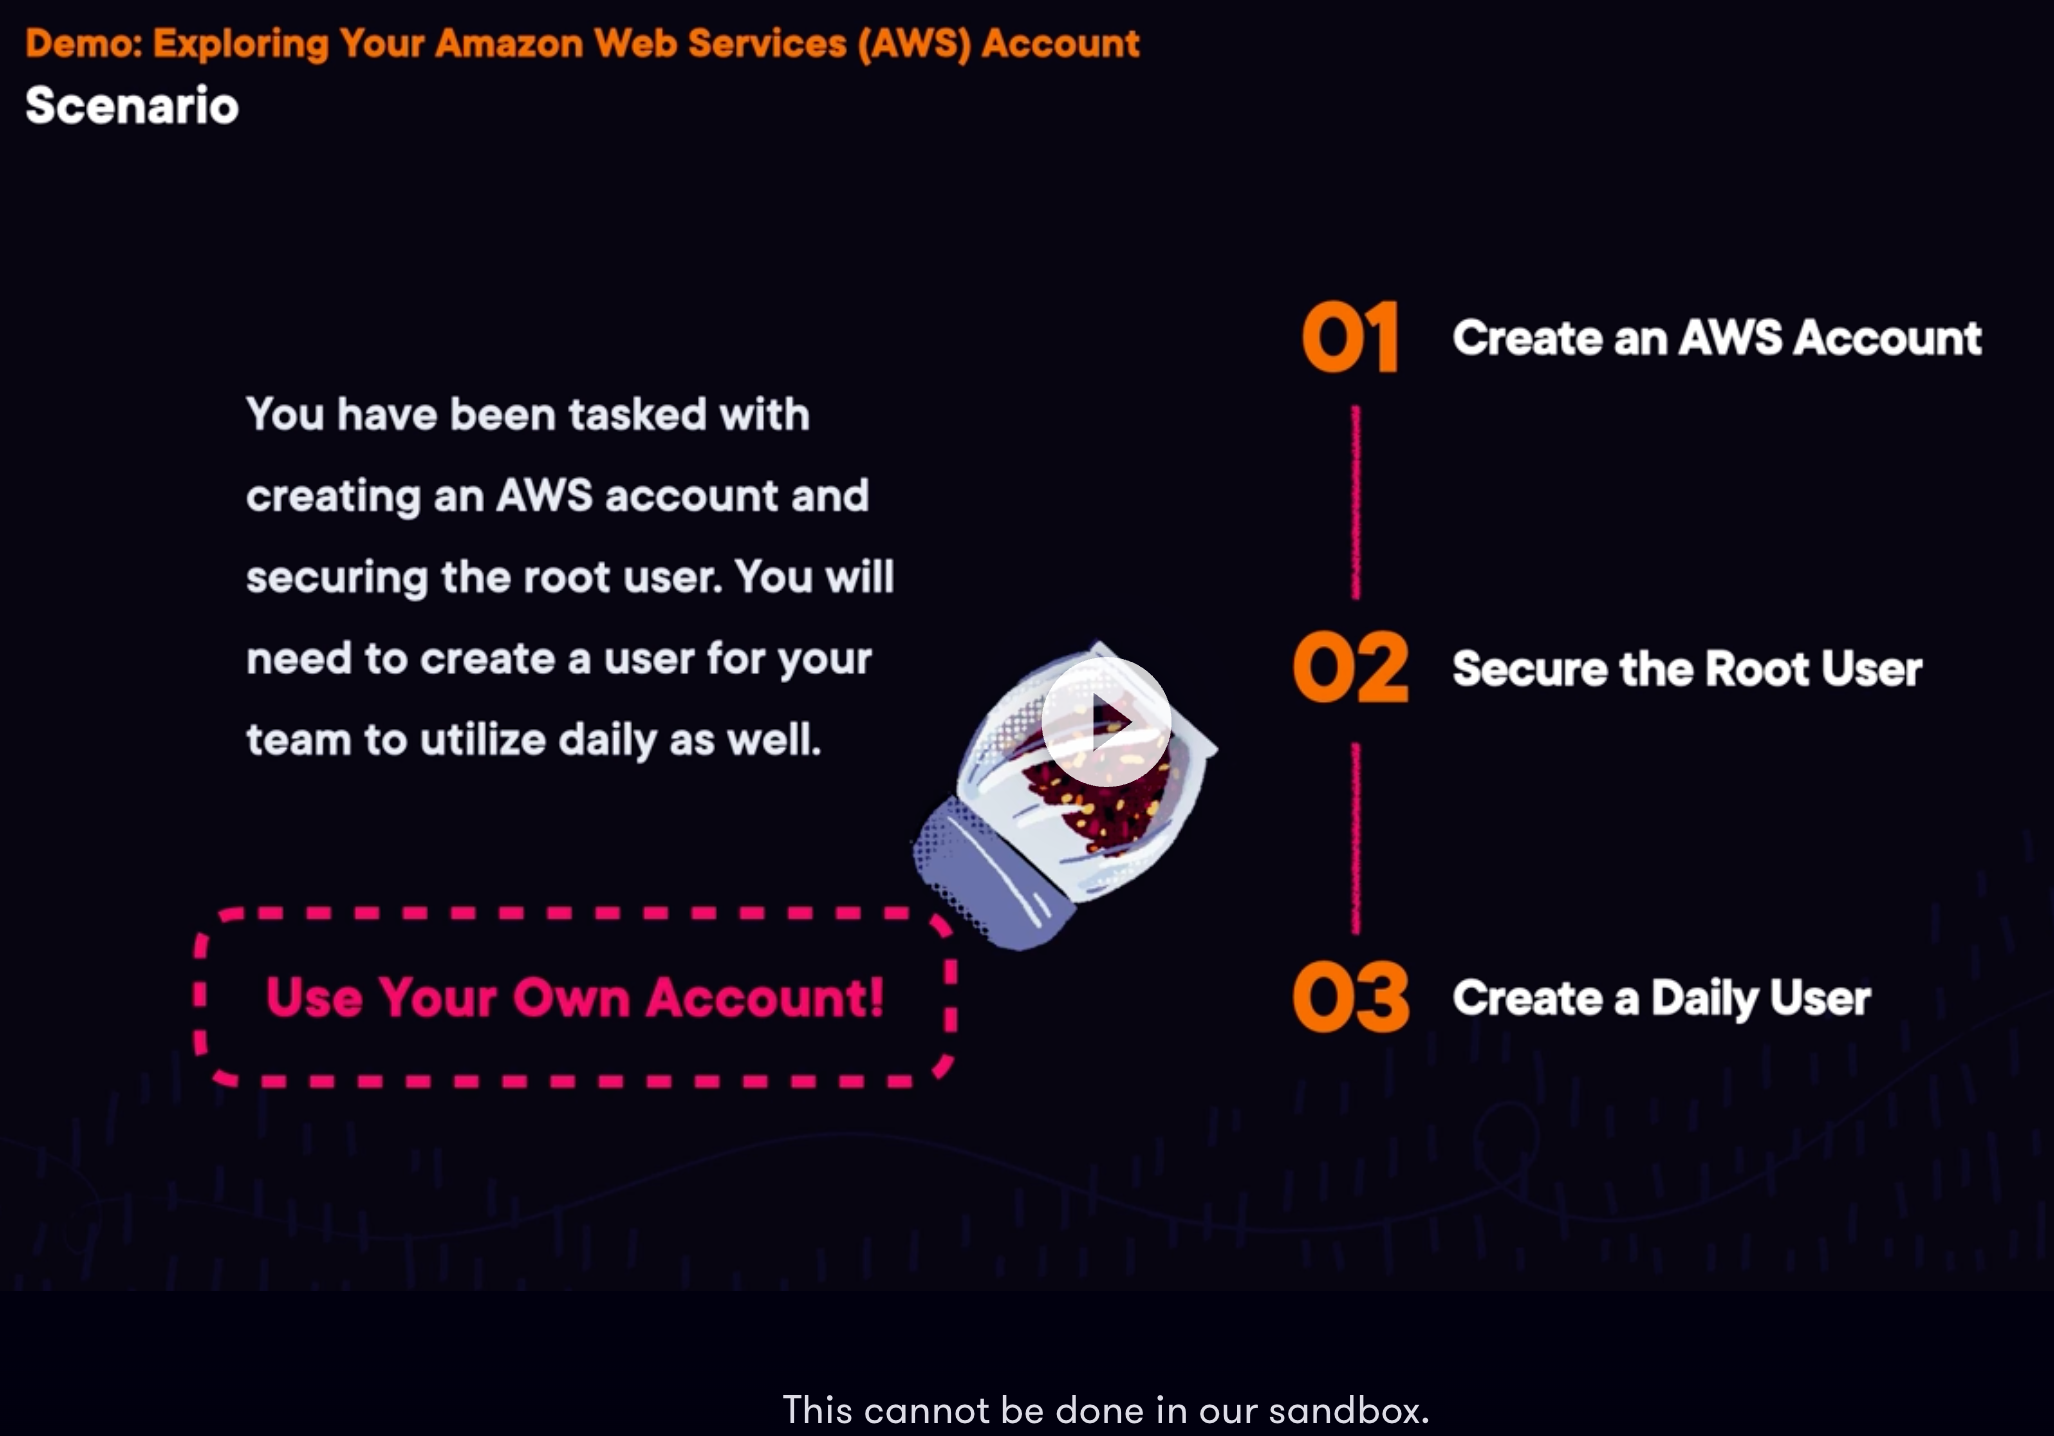 Demo: Exploring Your Amazon Web Services (AWS) Account
Scenario
You have been tasked with
creating an AWS account and
securing the root user. You will
need to create a user for your
team to utilize daily as well.
Use Your Own Account!
01 Create an AWS Account
02 Secure the Root User
03 Create a Daily User
This cannot be done in our sandbox.